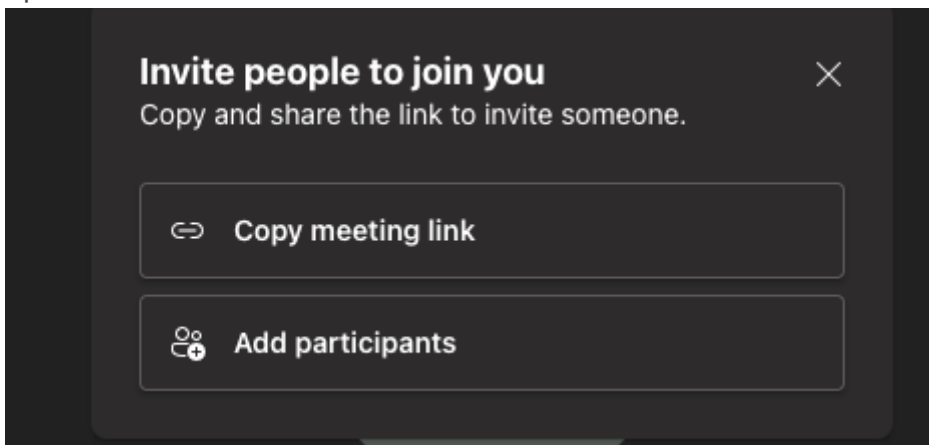 Invite people to join you
Copy and share the link to invite someone.
Copy meeting link
Add participants